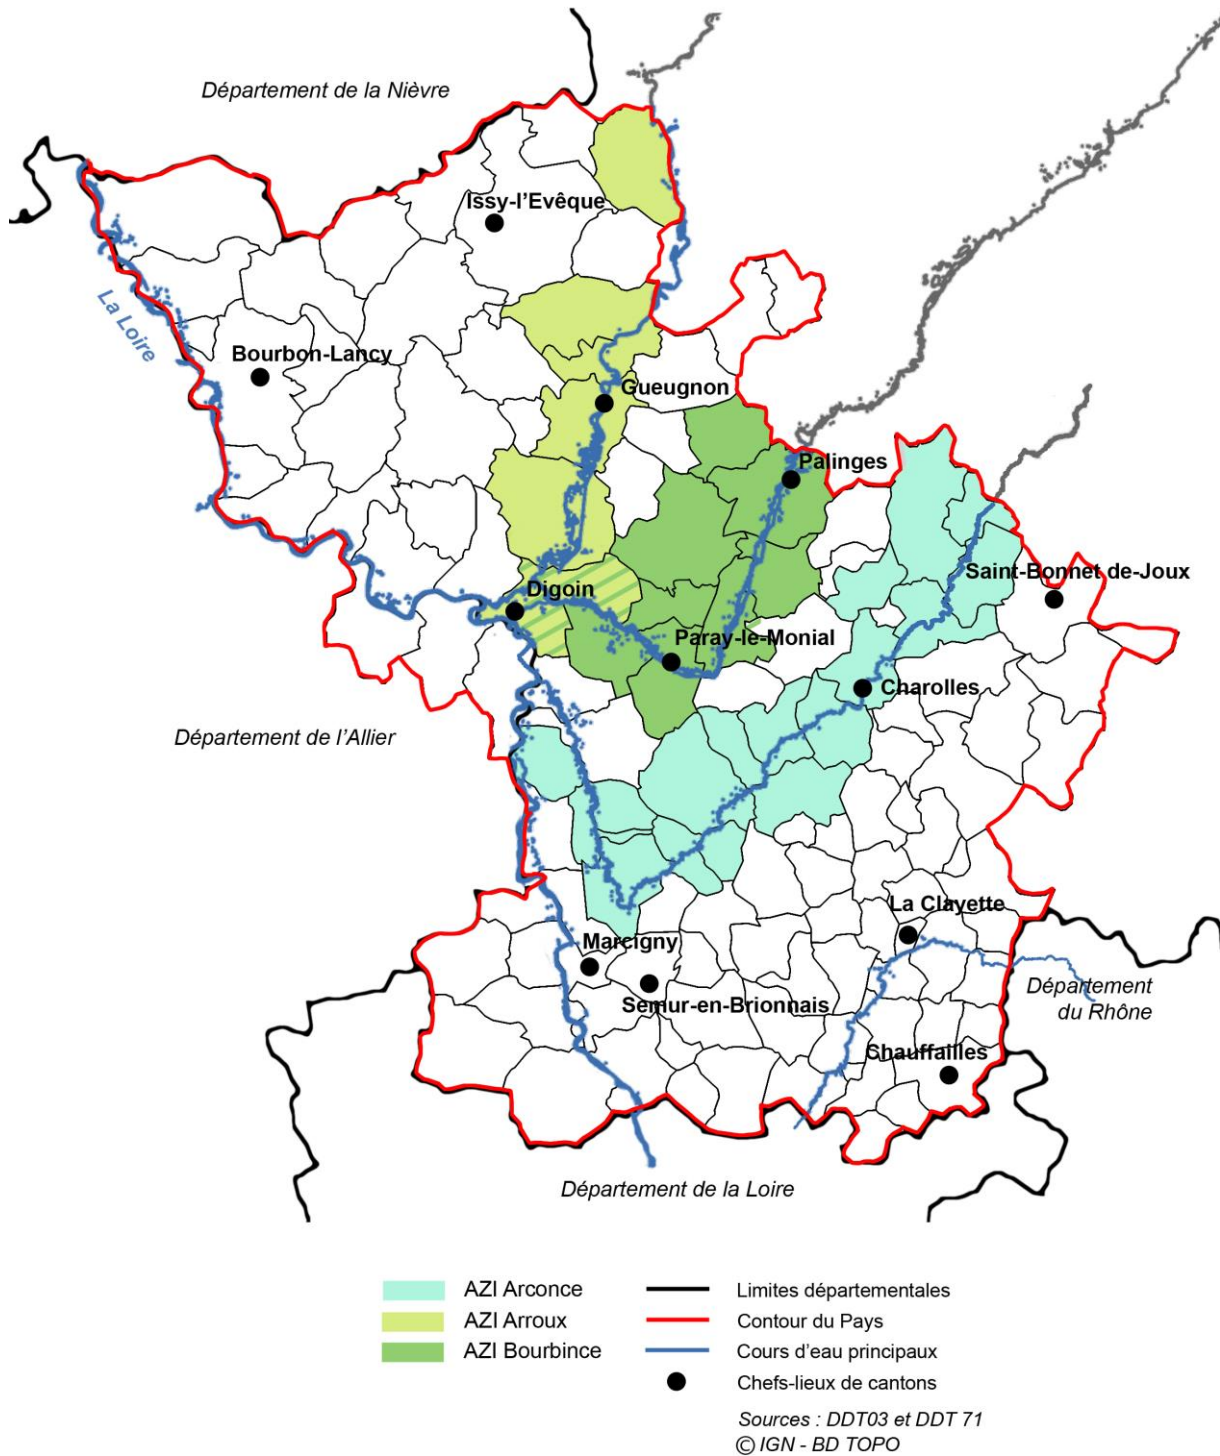 Département de la Nièvre
Issy-l'Evêque
La Loire
Bourbon-Lancy
Gueugnon
Palinges
Saint-Bonnet de-Joux
Digoin
Paray-le-Monial
Charolles
Département de l'Allier
La Clayette
Marcigny
Semur-en-Brionnais
Département
du Rhône
Chauffailles
Département de la Loire
AZI Arconce
AZI Arroux
AZI Bourbince
Limites départementales
Contour du Pays
Cours d'eau principaux
Chefs-lieux de cantons
Sources : DDT03 et DDT 71
© IGN - BD TOPO